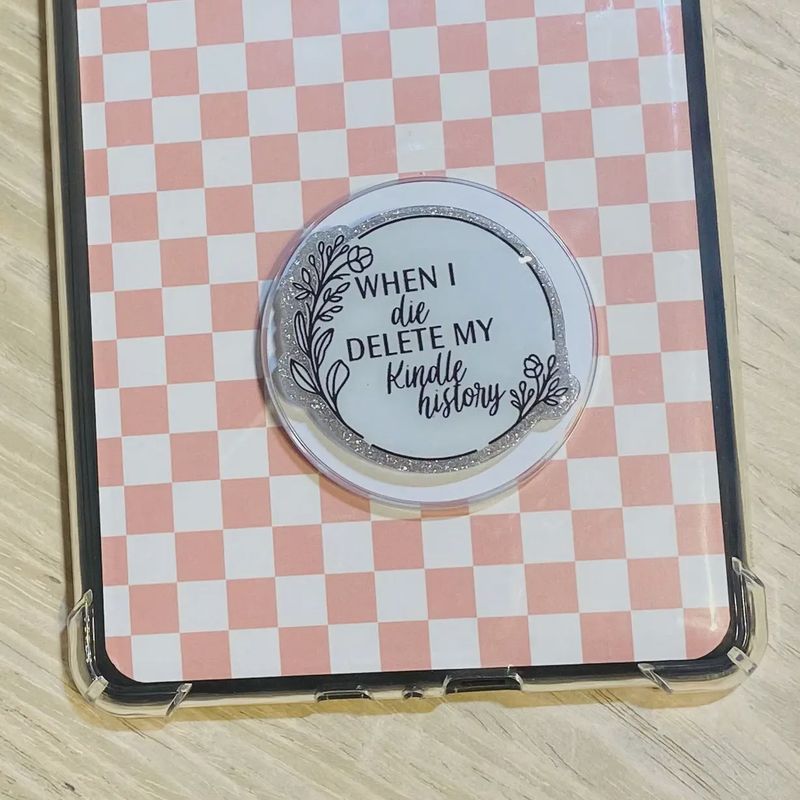 WHEN I
die
DELETE MY
Kindle
history